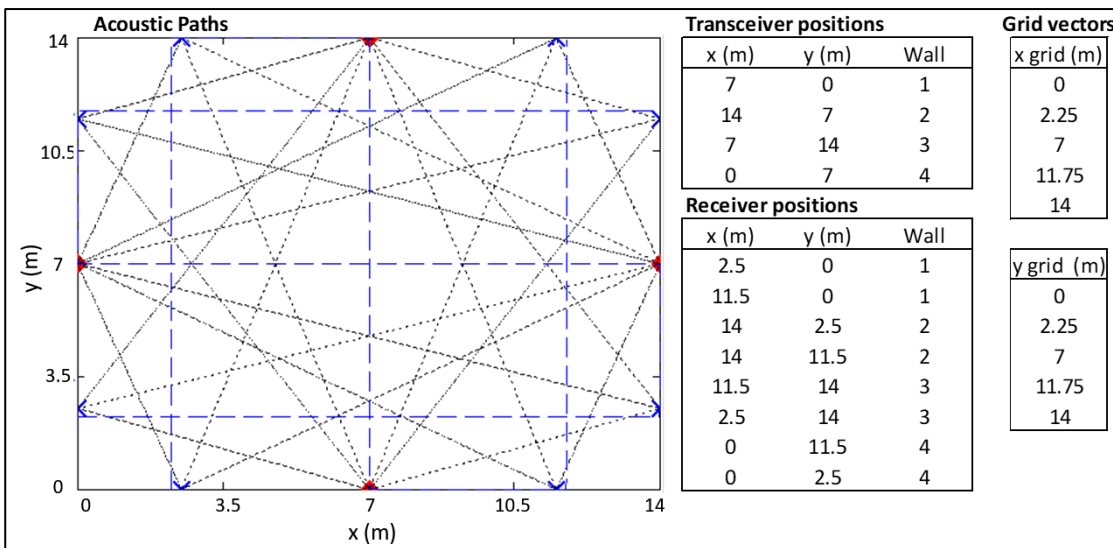 Acoustic Paths
14
10.5
7
3.5
0
y (m)
0 3.5 7 10.5 14
x (m)
Transceiver positions
x (m) y (m) Wall
7 0 1
14 7 2
7 14 3
0 7 4
Receiver positions
x (m) y (m) Wall
2.5 0 1
11.5 0 1
14 2.5 2
14 11.5 2
11.5 14 3
2.5 14 3
0 11.5 4
0 2.5 4
Grid vectors
x grid (m)
0
2.25
7
11.75
14
y grid (m)
0
2.25
7
11.75
14